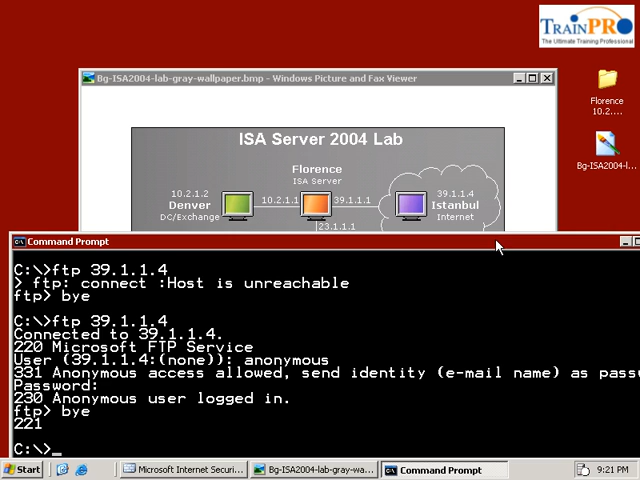 TRAINPRO
The Ultimate Training Professional
Bg-ISA2004-lab-gray-wallpaper.bmp - Windows Picture and Fax Viewer
Florence
10.2....
Bg-ISA2004-l...
ISA Server 2004 Lab
Florence
ISA Server
10.2.1.2
Denver
DC/Exchange
10.2.1.1
39.1.1.1
39.1.1.4
Istanbul
Internet
23.1.1.1
Command Prompt
C:\>ftp 39.1.1.4
> ftp: connect :Host is unreachable
ftp> bye
C:\>ftp 39.1.1.4
Connected to 39.1.1.4.
220 Microsoft FTP Service
User (39.1.1.4:(none)): anonymous
331 Anonymous access allowed, send identity (e-mail name) as passw
Password:
230 Anonymous user logged in.
ftp> bye
221
C:\>_
Start
Microsoft Internet Securi...
Bg-ISA2004-lab-gray-wa...
Command Prompt
9:21 PM